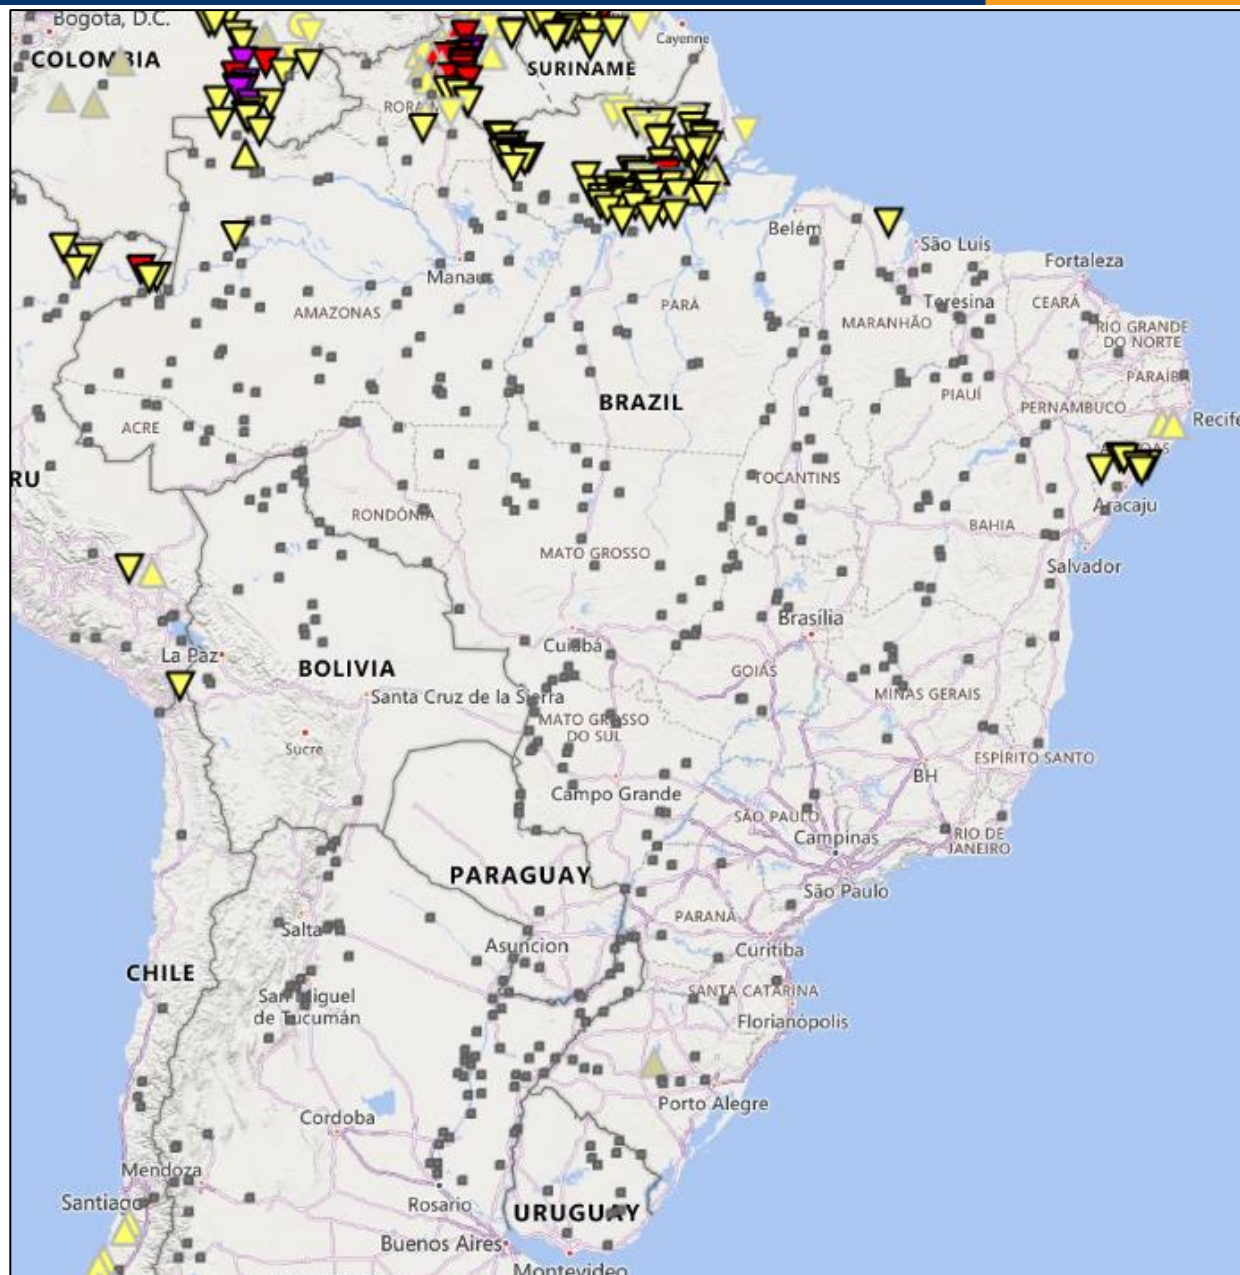 Bogota, D.C.
Cayenne
COLOMBIA
SURINAME
Belém
São Luis
Fortaleza
Manaus
Teresina
CEARÁ
AMAZONAS
PARÁ
MARANHÃO
RIO GRANDE
DO NORTE
PARAÍBA
PIAUÍ
BRAZIL
PERNAMBUCO
Recife
ACRE
RU
TOCANTINS
Aracaju
RONDÔNIA
BAHIA
MATO GROSSO
Salvador
Brasília
Cuiabá
La Paz
BOLIVIA
GOIÁS
Santa Cruz de la Sierra
MINAS GERAIS
MATO GROSSO
DO SUL
Sucre
ESPÍRITO SANTO
BH
Campo Grande
SÃO PAULO
Campinas
RIO DE
JANEIRO
PARAGUAY
São Paulo
PARANÁ
Salta
Asuncion
Curitiba
CHILE
San Miguel
de Tucumán
SANTA CATARINA
Florianópolis
Porto Alegre
Cordoba
Mendoza
Santiago
Rosario
URUGUAY
Buenos Aires
Montevideo